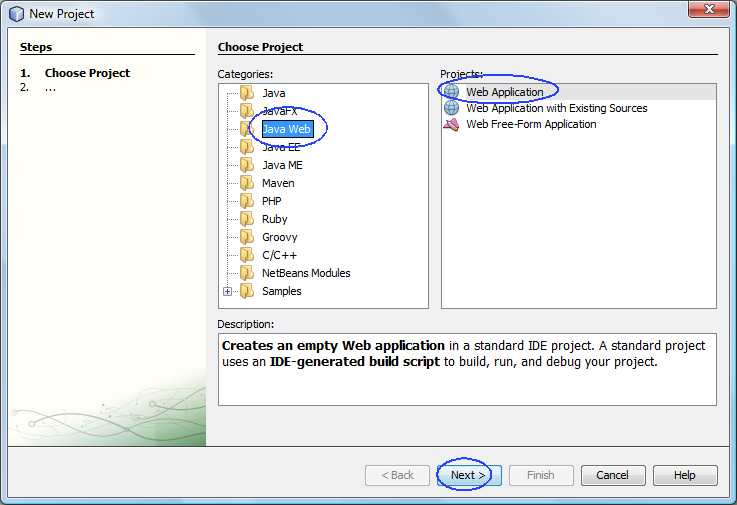 New Project
Steps
1. Choose Project
2. ...
Choose Project
Categories:
Java
JavaFX
Java Web
Java EE
Java ME
Maven
PHP
Ruby
Groovy
C/C++
NetBeans Modules
Samples
Projects:
Web Application
Web Application with Existing Sources
Web Free-Form Application
Description:
Creates an empty Web application in a standard IDE project. A standard project
uses an IDE-generated build script to build, run, and debug your project.
< Back
Next >
Finish
Cancel
Help